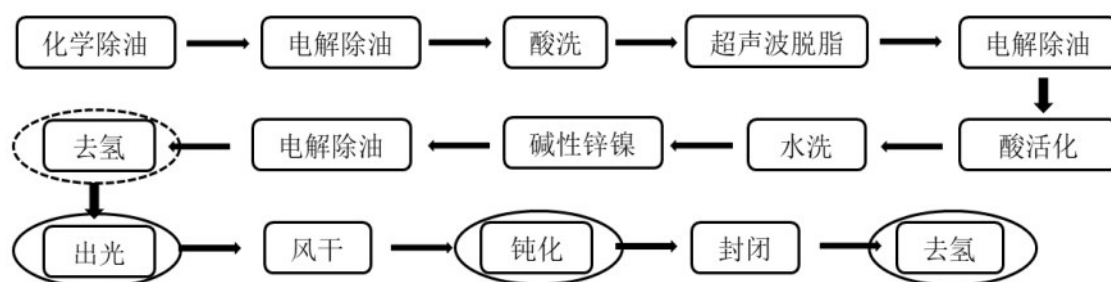 化学除油
电解除油
酸洗
超声波脱脂
电解除油
酸活化
水洗
碱性锌镍
电解除油
去氢
出光
风干
钝化
封闭
去氢